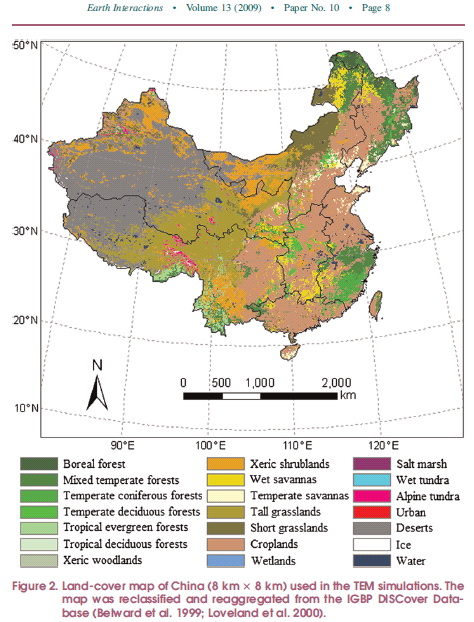 Earth Interactions • Volume 13 (2009) • Paper No. 10 • Page 8
50°N
40°N
30°N
20°N
10°N
N
0 500 1,000 2,000
km
90°E 100°E 110°E 120°E
Boreal forest
Mixed temperate forests
Temperate coniferous forests
Temperate deciduous forests
Tropical evergreen forests
Tropical deciduous forests
Xeric woodlands
Xeric shrublands
Wet savannas
Temperate savannas
Tall grasslands
Short grasslands
Croplands
Wetlands
Salt marsh
Wet tundra
Alpine tundra
Urban
Deserts
Ice
Water
Figure 2. Land-cover map of China (8 km × 8 km) used in the TEM simulations. The
map was reclassified and reaggregated from the IGBP DISCover Data-
base (Belward et al. 1999; Loveland et al. 2000).